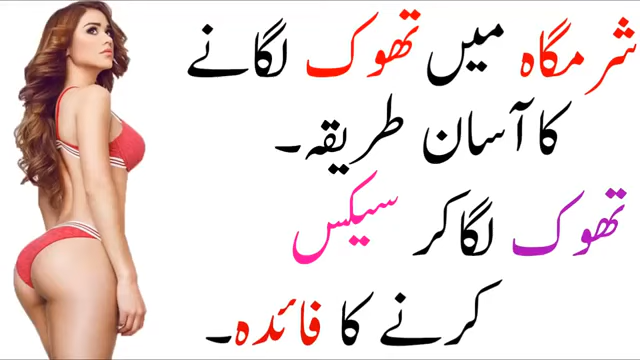 شرمگاہ میں تھوک لگانے
کا آسان طریقہ۔
تھوک لگا کر سیکس
کرنے کا فائدہ۔